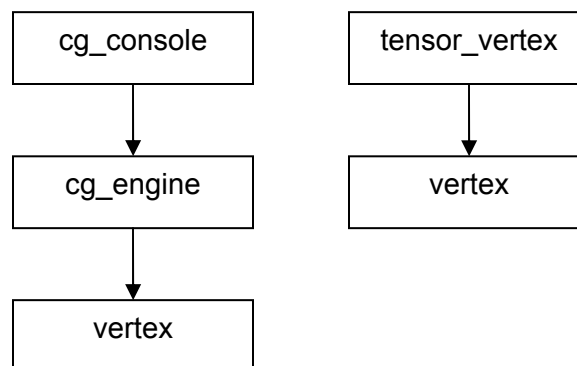 cg_console
tensor_vertex
cg_engine
vertex
vertex